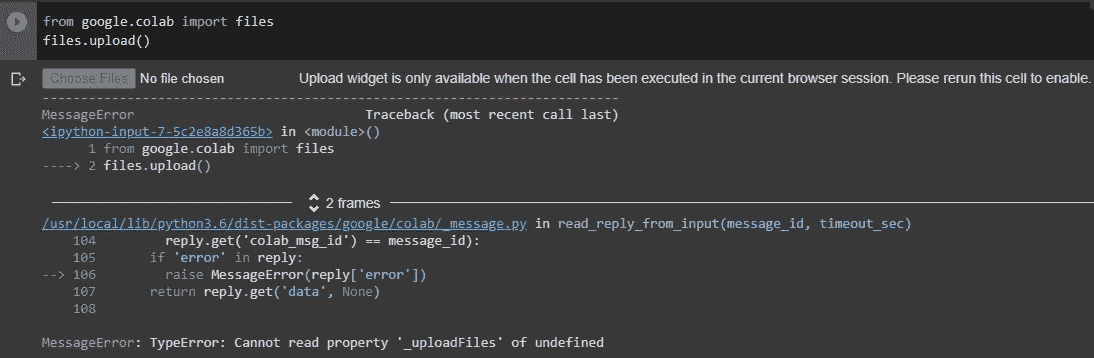 from google.colab import files
files.upload()
Choose Files No file chosen Upload widget is only available when the cell has been executed in the current browser session. Please rerun this cell to enable.
---------------------------------------------------------------------------
MessageError Traceback (most recent call last)
<ipython-input-7-5c2e8a8d365b> in <module>()
1 from google.colab import files
----> 2 files.upload()
2 frames
/usr/local/lib/python3.6/dist-packages/google/colab/_message.py in read_reply_from_input(message_id, timeout_sec)
104 reply.get('colab_msg_id') == message_id):
105 if 'error' in reply:
--> 106 raise MessageError(reply['error'])
107 return reply.get('data', None)
108
MessageError: TypeError: Cannot read property '_uploadFiles' of undefined